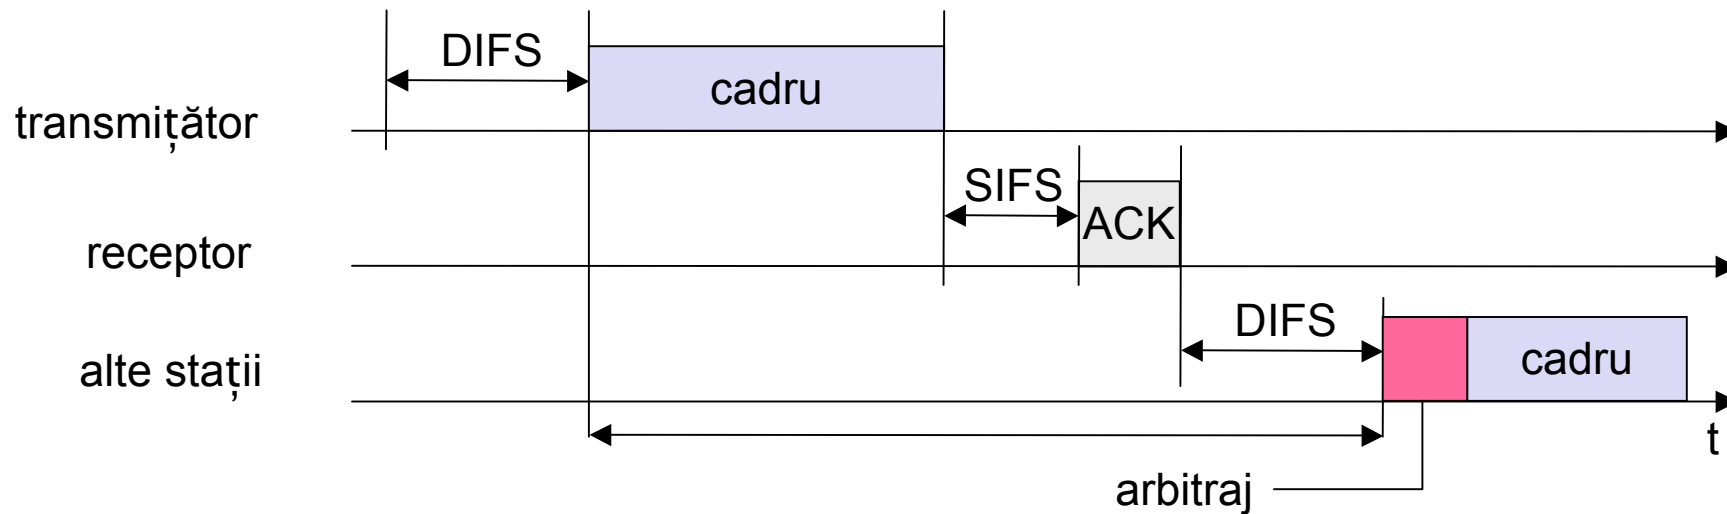 DIFS
cadru
transmițător
SIFS
ACK
receptor
DIFS
cadru
alte stații
t
arbitraj